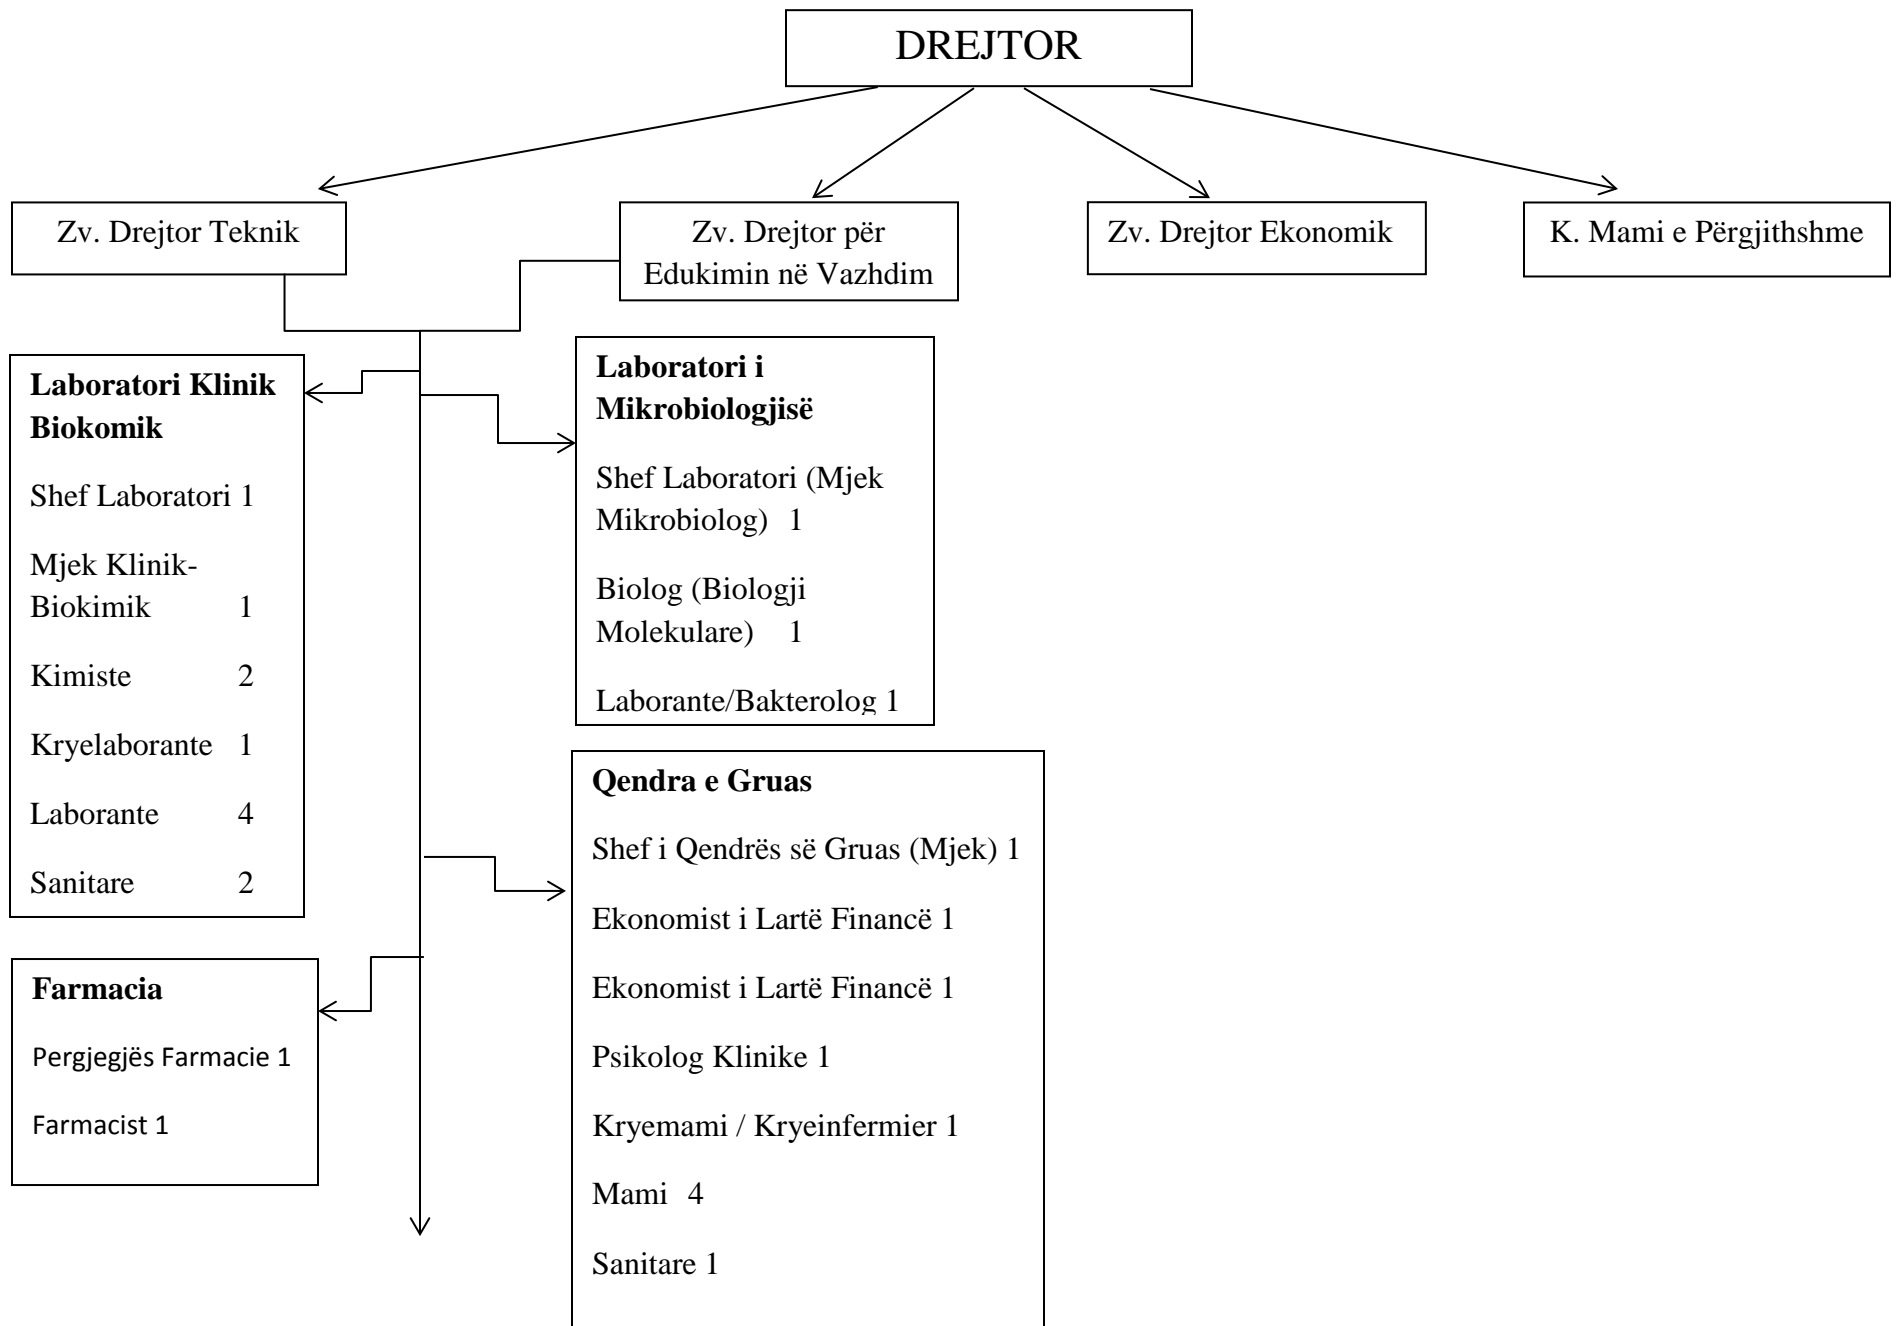 DREJTOR
Zv. Drejtor Teknik
Zv. Drejtor për
Edukimin në Vazhdim
Zv. Drejtor Ekonomik
K. Mami e Përgjithshme
Laboratori Klinik
Biokomik
Shef Laboratori 1
Mjek Klinik-
Biokimik 1
Kimiste 2
Kryelaborante 1
Laborante 4
Sanitare 2
Laboratori i
Mikrobiologjisë
Shef Laboratori (Mjek
Mikrobiolog) 1
Biolog (Biologji
Molekulare) 1
Laborante/Bakterolog 1
Qendra e Gruas
Shef i Qendrës së Gruas (Mjek) 1
Ekonomist i Lartë Financë 1
Ekonomist i Lartë Financë 1
Psikolog Klinike 1
Kryemami / Kryeinfermier 1
Mami 4
Sanitare 1
Farmacia
Pergjegjës Farmacie 1
Farmacist 1